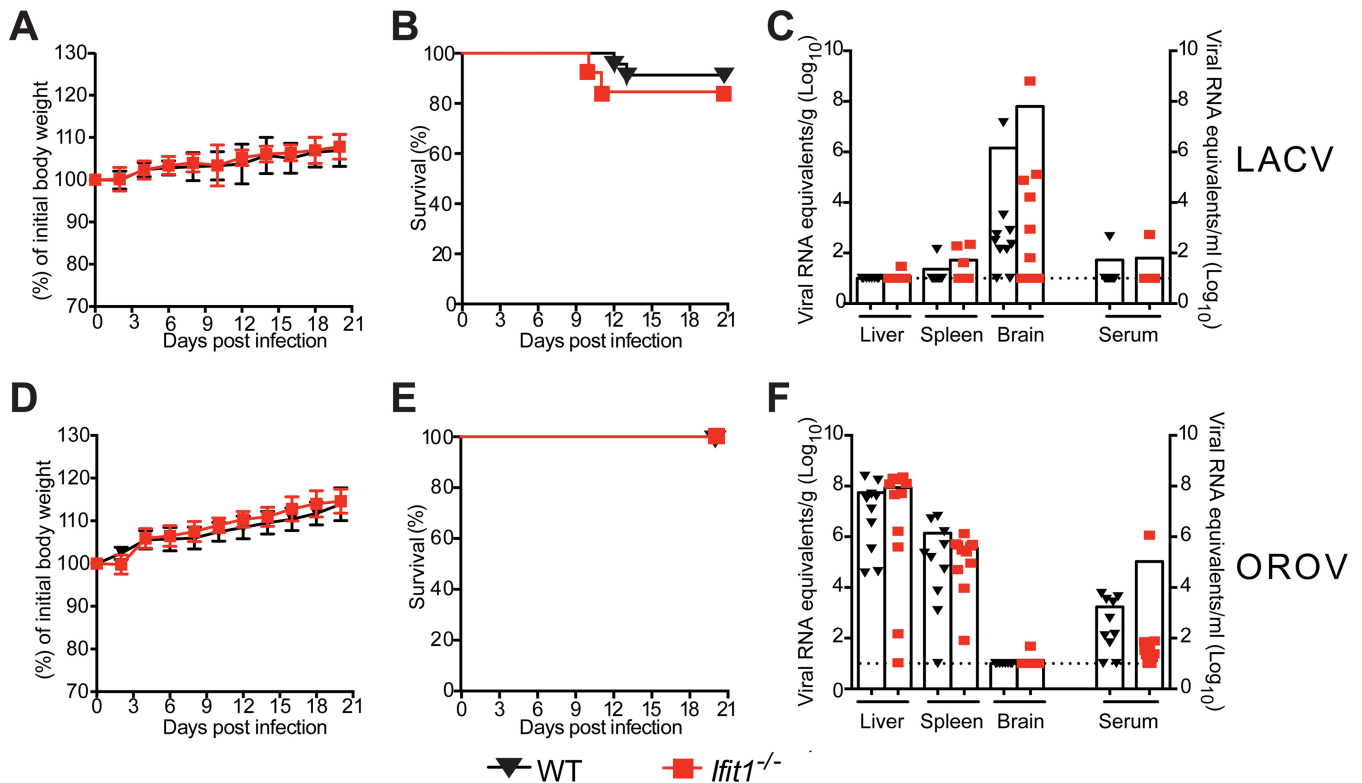 A
(%) of initial body weight
130
120
110
100
90
80
70
0 3 6 9 12 15 18 21
Days post infection
B
Survival (%)
100
80
60
40
20
0
0 3 6 9 12 15 18 21
Days post infection
C
Viral RNA equivalents/g (Log10)
10
8
6
4
2
0
Liver Spleen Brain Serum
10
8
6
4
2
0
Viral RNA equivalents/ml (Log10)
LACV
D
(%) of initial body weight
130
120
110
100
90
80
70
0 3 6 9 12 15 18 21
Days post infection
E
Survival (%)
100
80
60
40
20
0
0 3 6 9 12 15 18 21
Days post infection
F
Viral RNA equivalents/g (Log10)
10
8
6
4
2
0
Liver Spleen Brain Serum
10
8
6
4
2
0
Viral RNA equivalents/ml (Log10)
OROV
WT Ifit1-/-